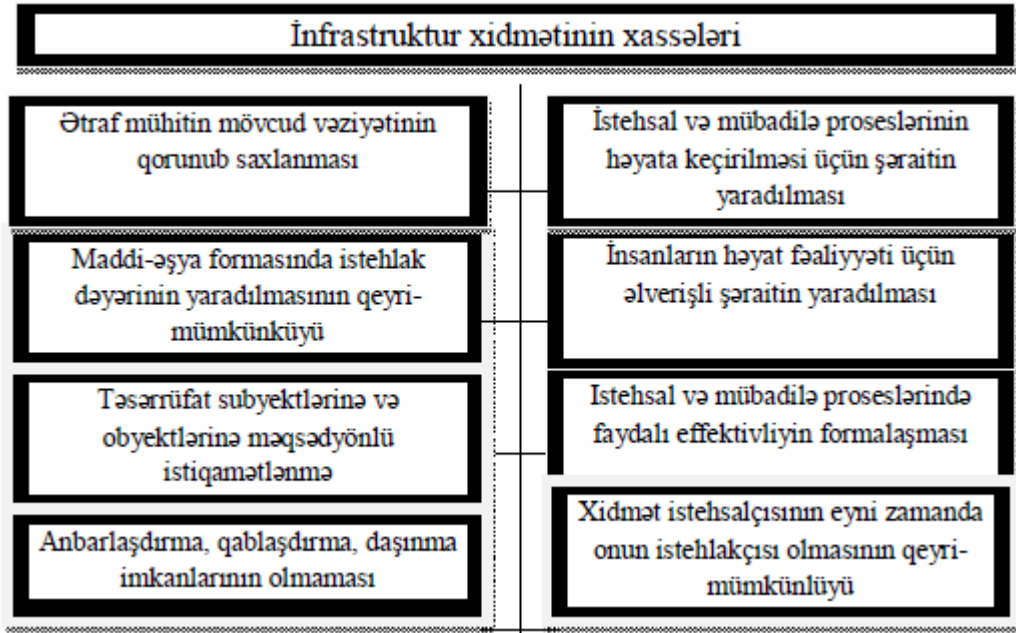 İnfrastruktur xidmətinin xassələri
Ətraf mühitin mövcud vəziyətinin
qorunub saxlanması
İstehsal və mübadilə proseslərinin
həyata keçirilməsi üçün şəraitin
yaradılması
Maddi-əşya formasında istehlak
dəyərinin yaradılmasının qeyri-
mümkünküyü
İnsanların həyat fəaliyyəti üçün
əlverişli şəraitin yaradılması
Təsərrüfat subyektlərinə və
obyektlərinə məqsədyönlü
istiqamətlənmə
Istehsal və mübadilə proseslərində
faydalı effektivliyin formalaşması
Anbarlaşdırma, qablaşdırma, daşınma
imkanlarının olmaması
Xidmət istehsalçısının eyni zamanda
onun istehlakçısı olmasının qeyri-
mümkünlüyü